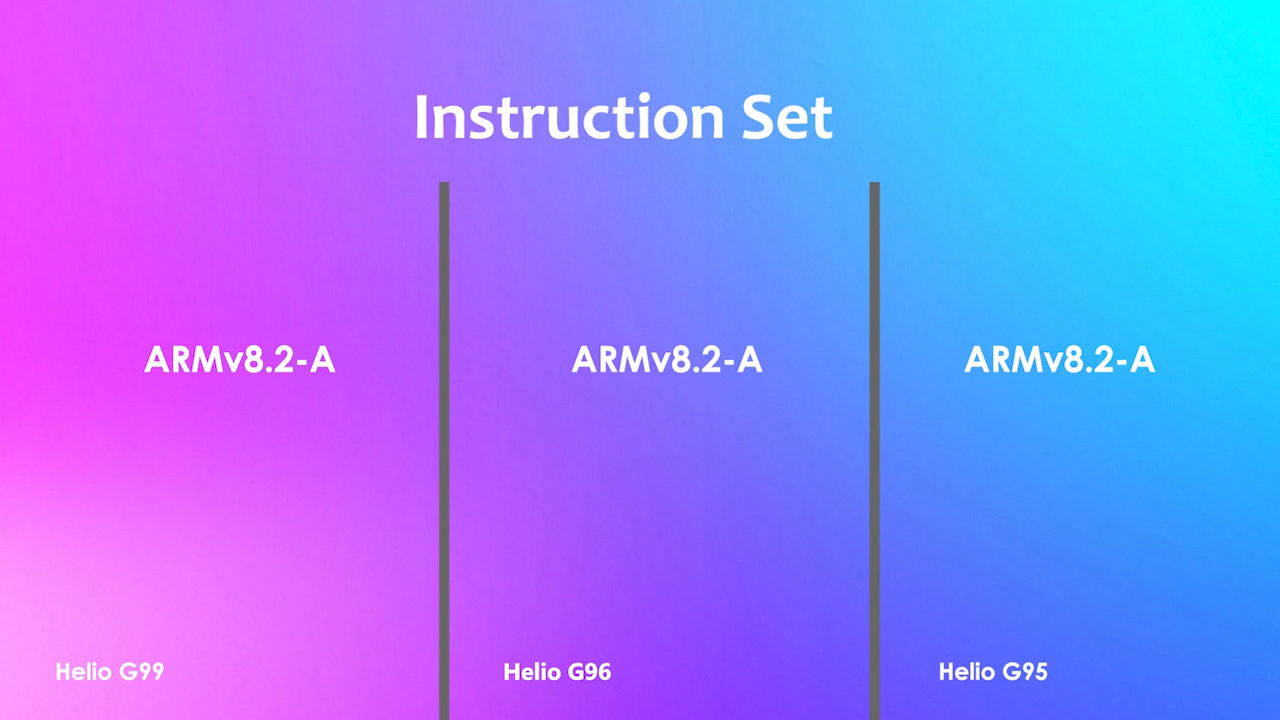 Instruction Set
ARMv8.2-A
ARMv8.2-A
ARMv8.2-A
Helio G99
Helio G96
Helio G95